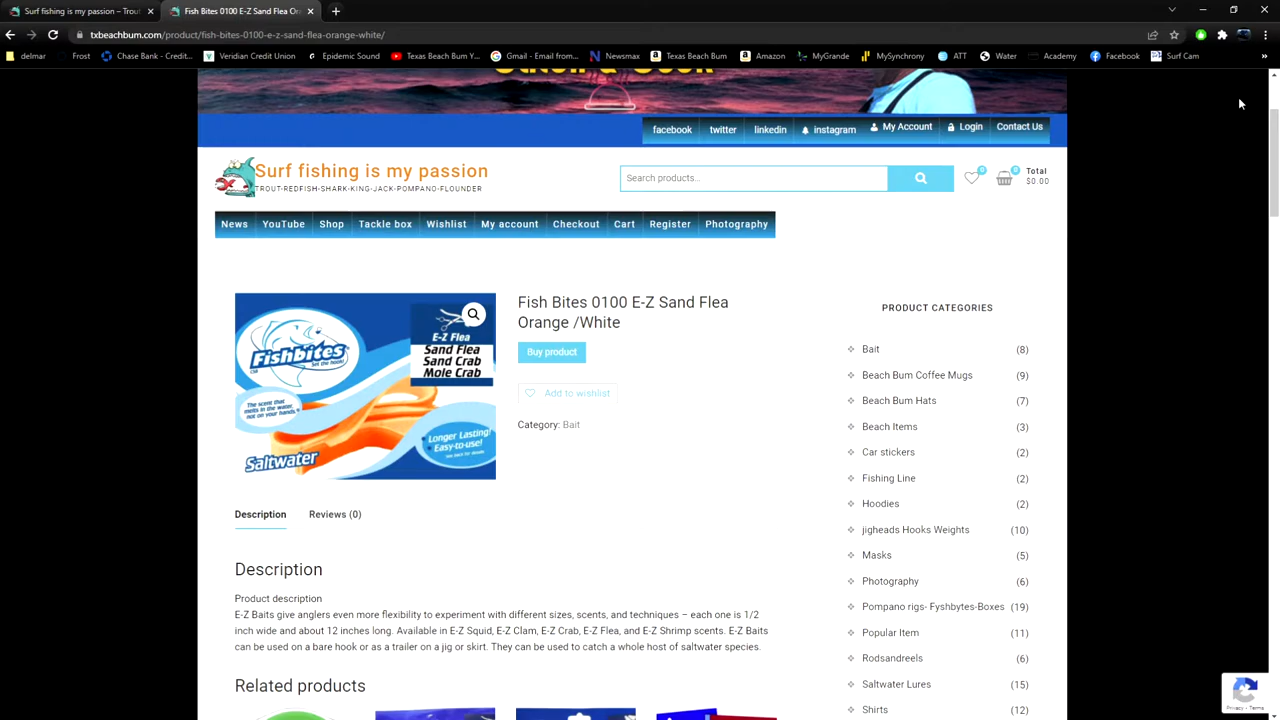 Surf fishing is my passion - Tr
Fish Bites 0100 E-Z Sand Flea Or
txbeachbum.com/product/fish-bites-0100-e-z-sand-flea-orange-white/
delmar Frost Chase Bank - Credit... Veridian Credit Union Epidemic Sound Texas Beach Bum Y... Gmail - Email from... Newsmax Texas Beach Bum Amazon MyGrande MySynchrony ATT Water Academy Facebook Surf Cam »
facebook twitter linkedin instagram My Account Login Contact Us
Surf fishing is my passion
TROUT-REDFISH-SHARK-KING-JACK-POMPANO-FLOUNDER
Search products...
0 0 Total
$0.00
News YouTube Shop Tackle box Wishlist My account Checkout Cart Register Photography
Fishbites
Set the hook!
E-Z Flea
Sand Flea
Sand Crab
Mole Crab
The scent that
melts in the water,
not on your hands!
Longer Lasting!
Easy-to-use!
Saltwater
Fish Bites 0100 E-Z Sand Flea
Orange /White
Buy product
Add to wishlist
Category: Bait
Description Reviews (0)
Description
Product description
E-Z Baits give anglers even more flexibility to experiment with different sizes, scents, and techniques – each one is 1/2
inch wide and about 12 inches long. Available in E-Z Squid, E-Z Clam, E-Z Crab, E-Z Flea, and E-Z Shrimp scents. E-Z Baits
can be used on a bare hook or as a trailer on a jig or skirt. They can be used to catch a whole host of saltwater species.
Related products
PRODUCT CATEGORIES
Bait (8)
Beach Bum Coffee Mugs (9)
Beach Bum Hats (7)
Beach Items (3)
Car stickers (2)
Fishing Line (2)
Hoodies (2)
jigheads Hooks Weights (10)
Masks (5)
Photography (6)
Pompano rigs- Fyshbytes-Boxes (19)
Popular Item (11)
Rodsandreels (6)
Saltwater Lures (15)
Shirts (12)
Privacy - Terms